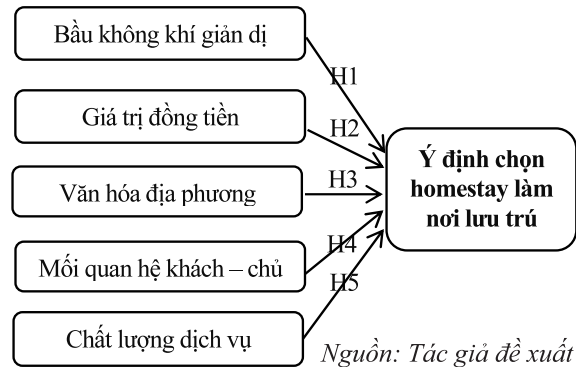 Bầu không khí giản dị
H1
Giá trị đồng tiền
H2
Văn hóa địa phương
H3
Mối quan hệ khách – chủ
H4
Chất lượng dịch vụ
H5
Ý định chọn
homestay làm
nơi lưu trú
Nguồn: Tác giả đề xuất